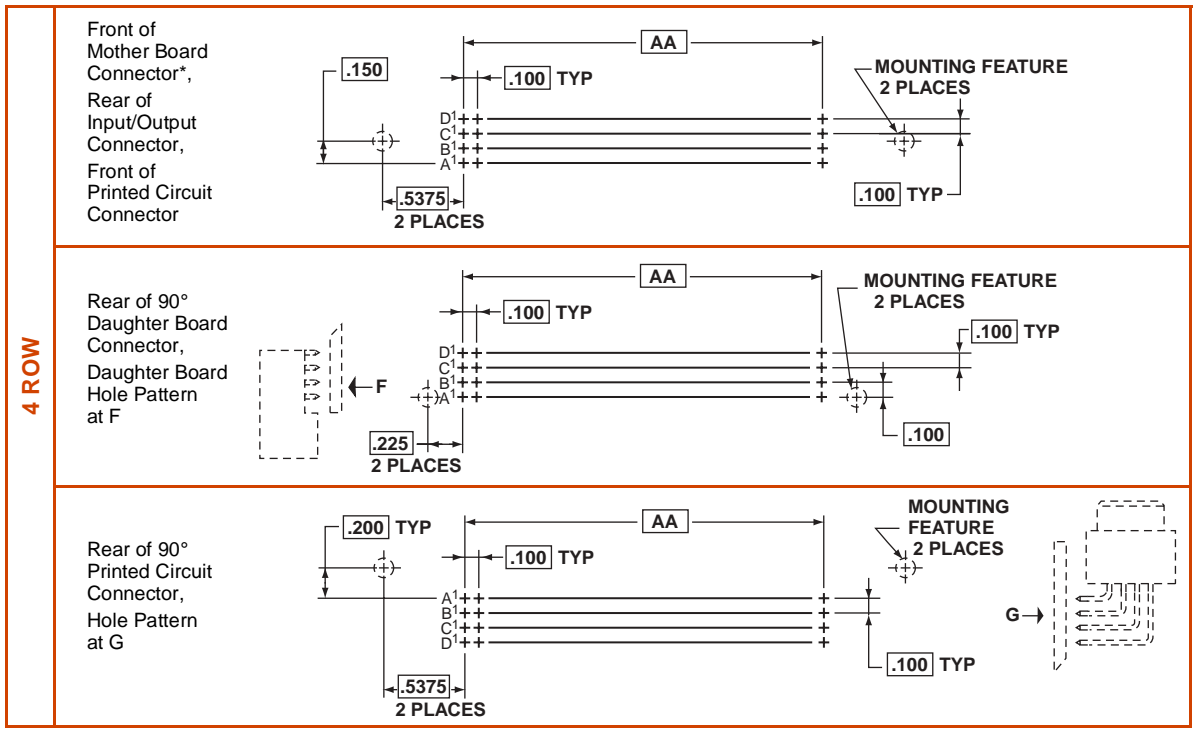 4 ROW
Front of
Mother Board
Connector*,
Rear of
Input/Output
Connector,
Front of
Printed Circuit
Connector
AA
.150
.100 TYP
MOUNTING FEATURE
2 PLACES
D1
C1
B1
A1
.5375
2 PLACES
.100 TYP
Rear of 90°
Daughter Board
Connector,
Daughter Board
Hole Pattern
at F
F
AA
.100 TYP
MOUNTING FEATURE
2 PLACES
.100 TYP
D1
C1
B1
A1
.225
2 PLACES
.100
Rear of 90°
Printed Circuit
Connector,
Hole Pattern
at G
.200 TYP
AA
.100 TYP
MOUNTING
FEATURE
2 PLACES
A1
B1
C1
D1
G
.100 TYP
.5375
2 PLACES